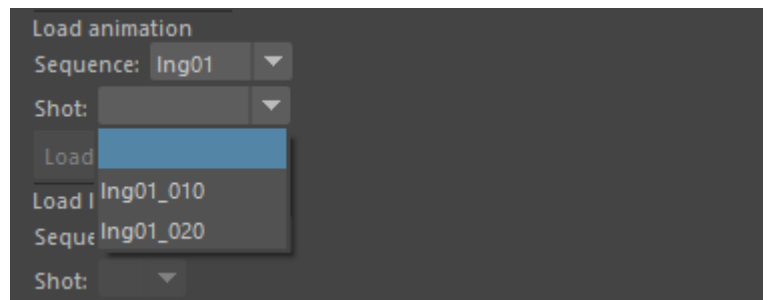 Load animation
Sequence: Ing01
Shot:
Load
Ing01_010
Load l
Ing01_020
Seque
Shot: